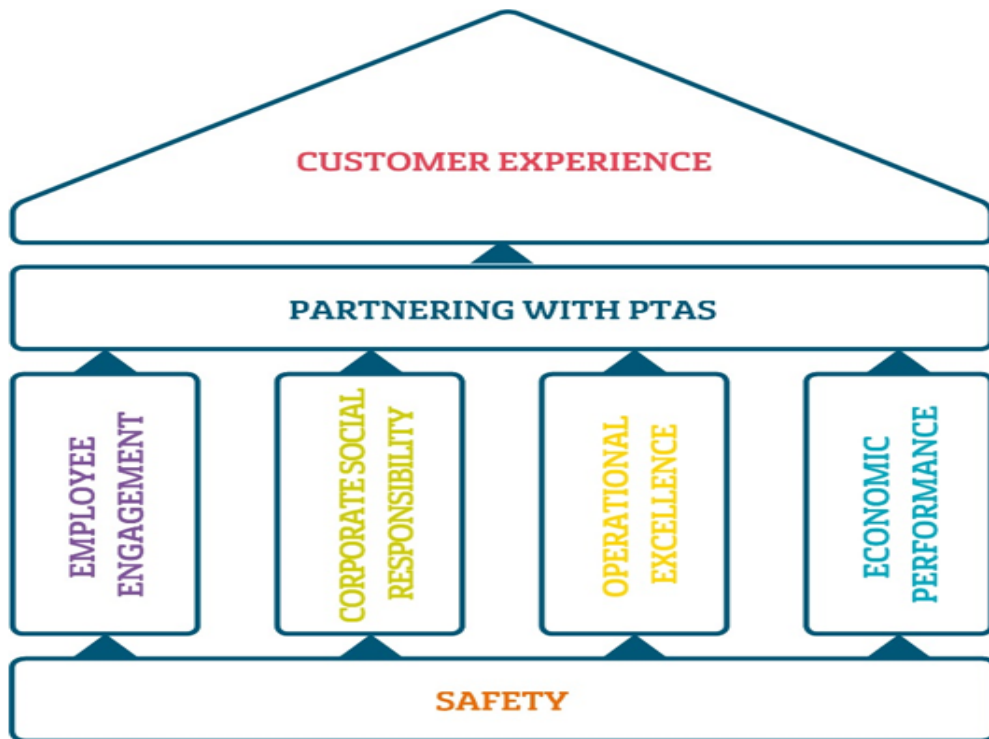 CUSTOMER EXPERIENCE
PARTNERING WITH PTAS
EMPLOYEE
ENGAGEMENT
CORPORATE SOCIAL
RESPONSIBILITY
OPERATIONAL
EXCELLENCE
ECONOMIC
PERFORMANCE
SAFETY